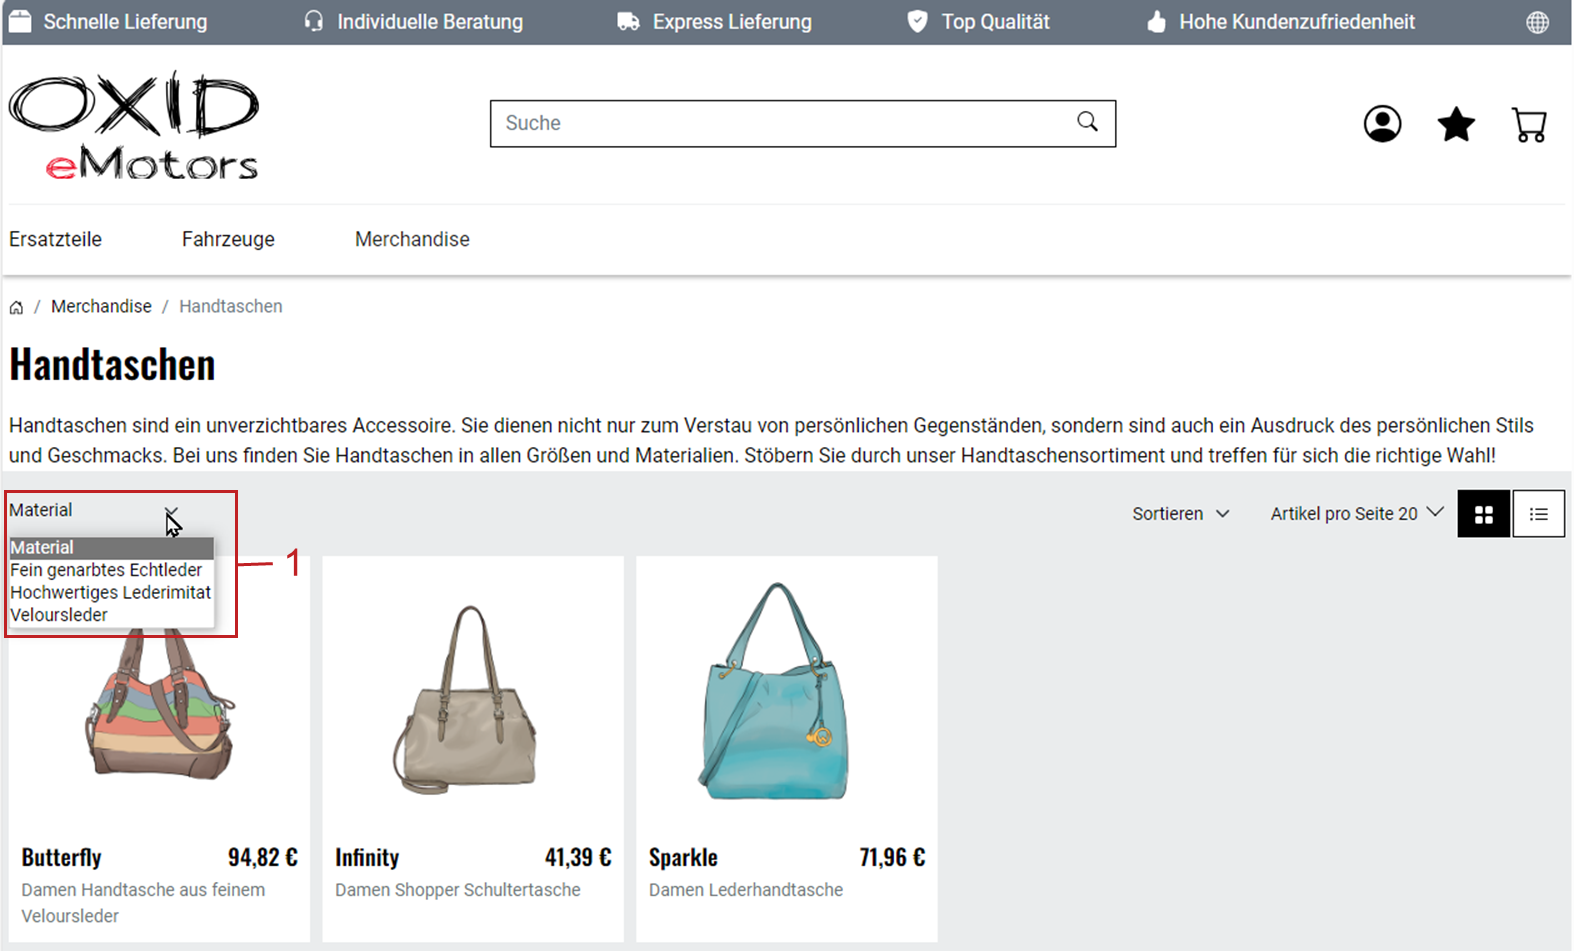 Schnelle Lieferung
Individuelle Beratung
Express Lieferung
Top Qualität
Hohe Kundenzufriedenheit
OXID
eMotors
Suche
Ersatzteile
Fahrzeuge
Merchandise
/ Merchandise / Handtaschen
Handtaschen
Handtaschen sind ein unverzichtbares Accessoire. Sie dienen nicht nur zum Verstau von persönlichen Gegenständen, sondern sind auch ein Ausdruck des persönlichen Stils
und Geschmacks. Bei uns finden Sie Handtaschen in allen Größen und Materialien. Stöbern Sie durch unser Handtaschensortiment und treffen für sich die richtige Wahl!
Material
Sortieren
Artikel pro Seite 20
Material
Fein genarbtes Echtleder
Hochwertiges Lederimitat
Veloursleder
1
Butterfly 94,82 €
Damen Handtasche aus feinem
Veloursleder
Infinity 41,39 €
Damen Shopper Schultertasche
Sparkle 71,96 €
Damen Lederhandtasche